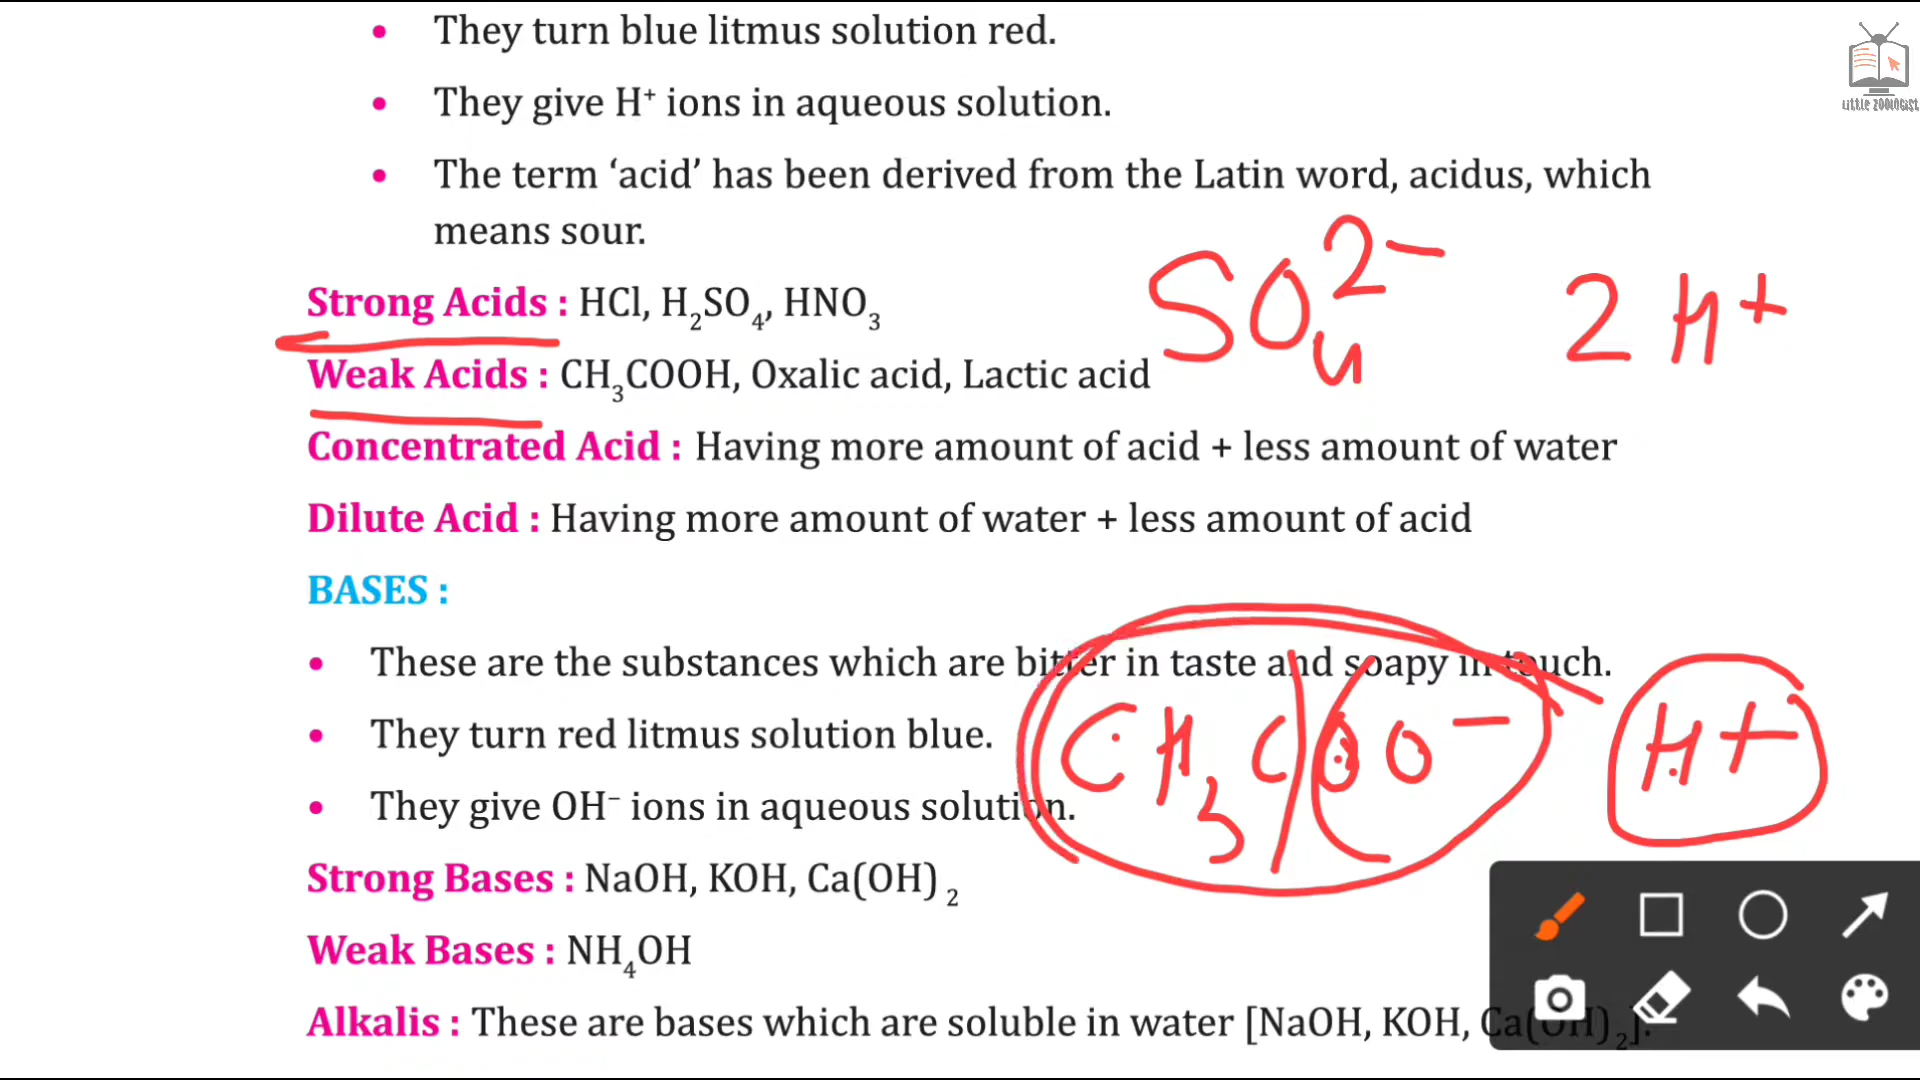 • They turn blue litmus solution red.
• They give H⁺ ions in aqueous solution.
• The term ‘acid’ has been derived from the Latin word, acidus, which
means sour.
SO₄²⁻ 2H⁺
Strong Acids : HCl, H₂SO₄, HNO₃
Weak Acids : CH₃COOH, Oxalic acid, Lactic acid
Concentrated Acid : Having more amount of acid + less amount of water
Dilute Acid : Having more amount of water + less amount of acid
BASES :
• These are the substances which are bitter in taste and soapy in touch.
• They turn red litmus solution blue.
CH₃COO⁻ H⁺
• They give OH⁻ ions in aqueous solution.
Strong Bases : NaOH, KOH, Ca(OH)₂
Weak Bases : NH₄OH
Alkalis : These are bases which are soluble in water [NaOH, KOH, Ca(OH)₂].
LITTLE ZOOLOGIST